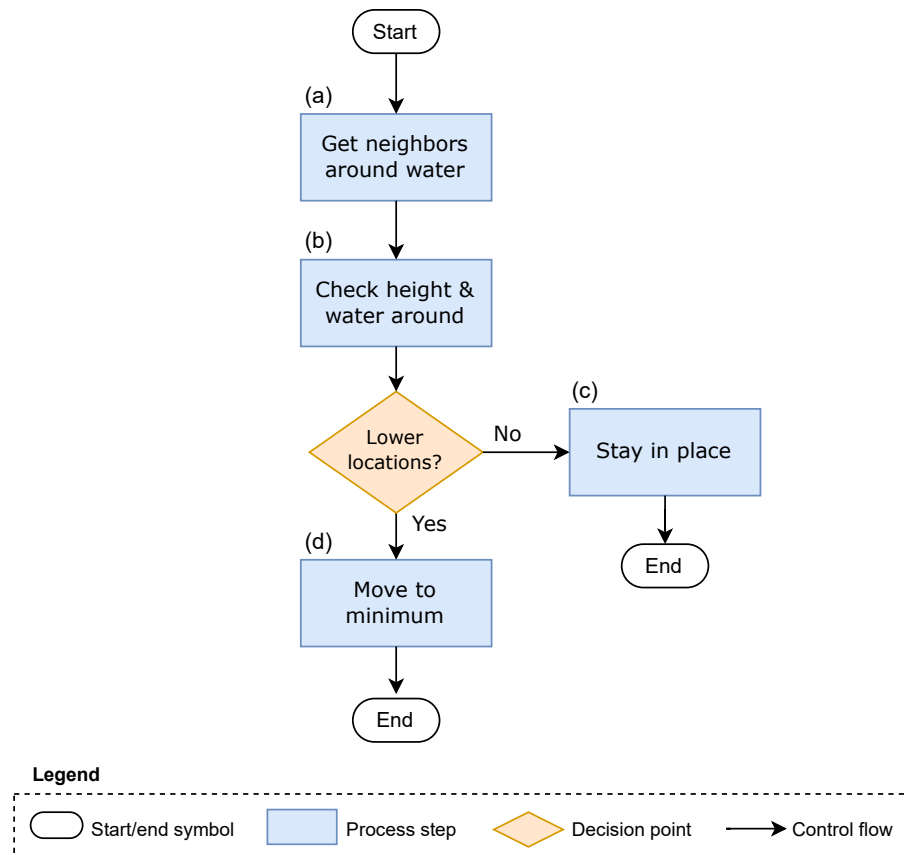 Start
(a)
Get neighbors
around water
(b)
Check height &
water around
(c)
Lower
locations?
No
Stay in place
Yes
(d)
Move to
minimum
End
End
Legend
Start/end symbol
Process step
Decision point
Control flow